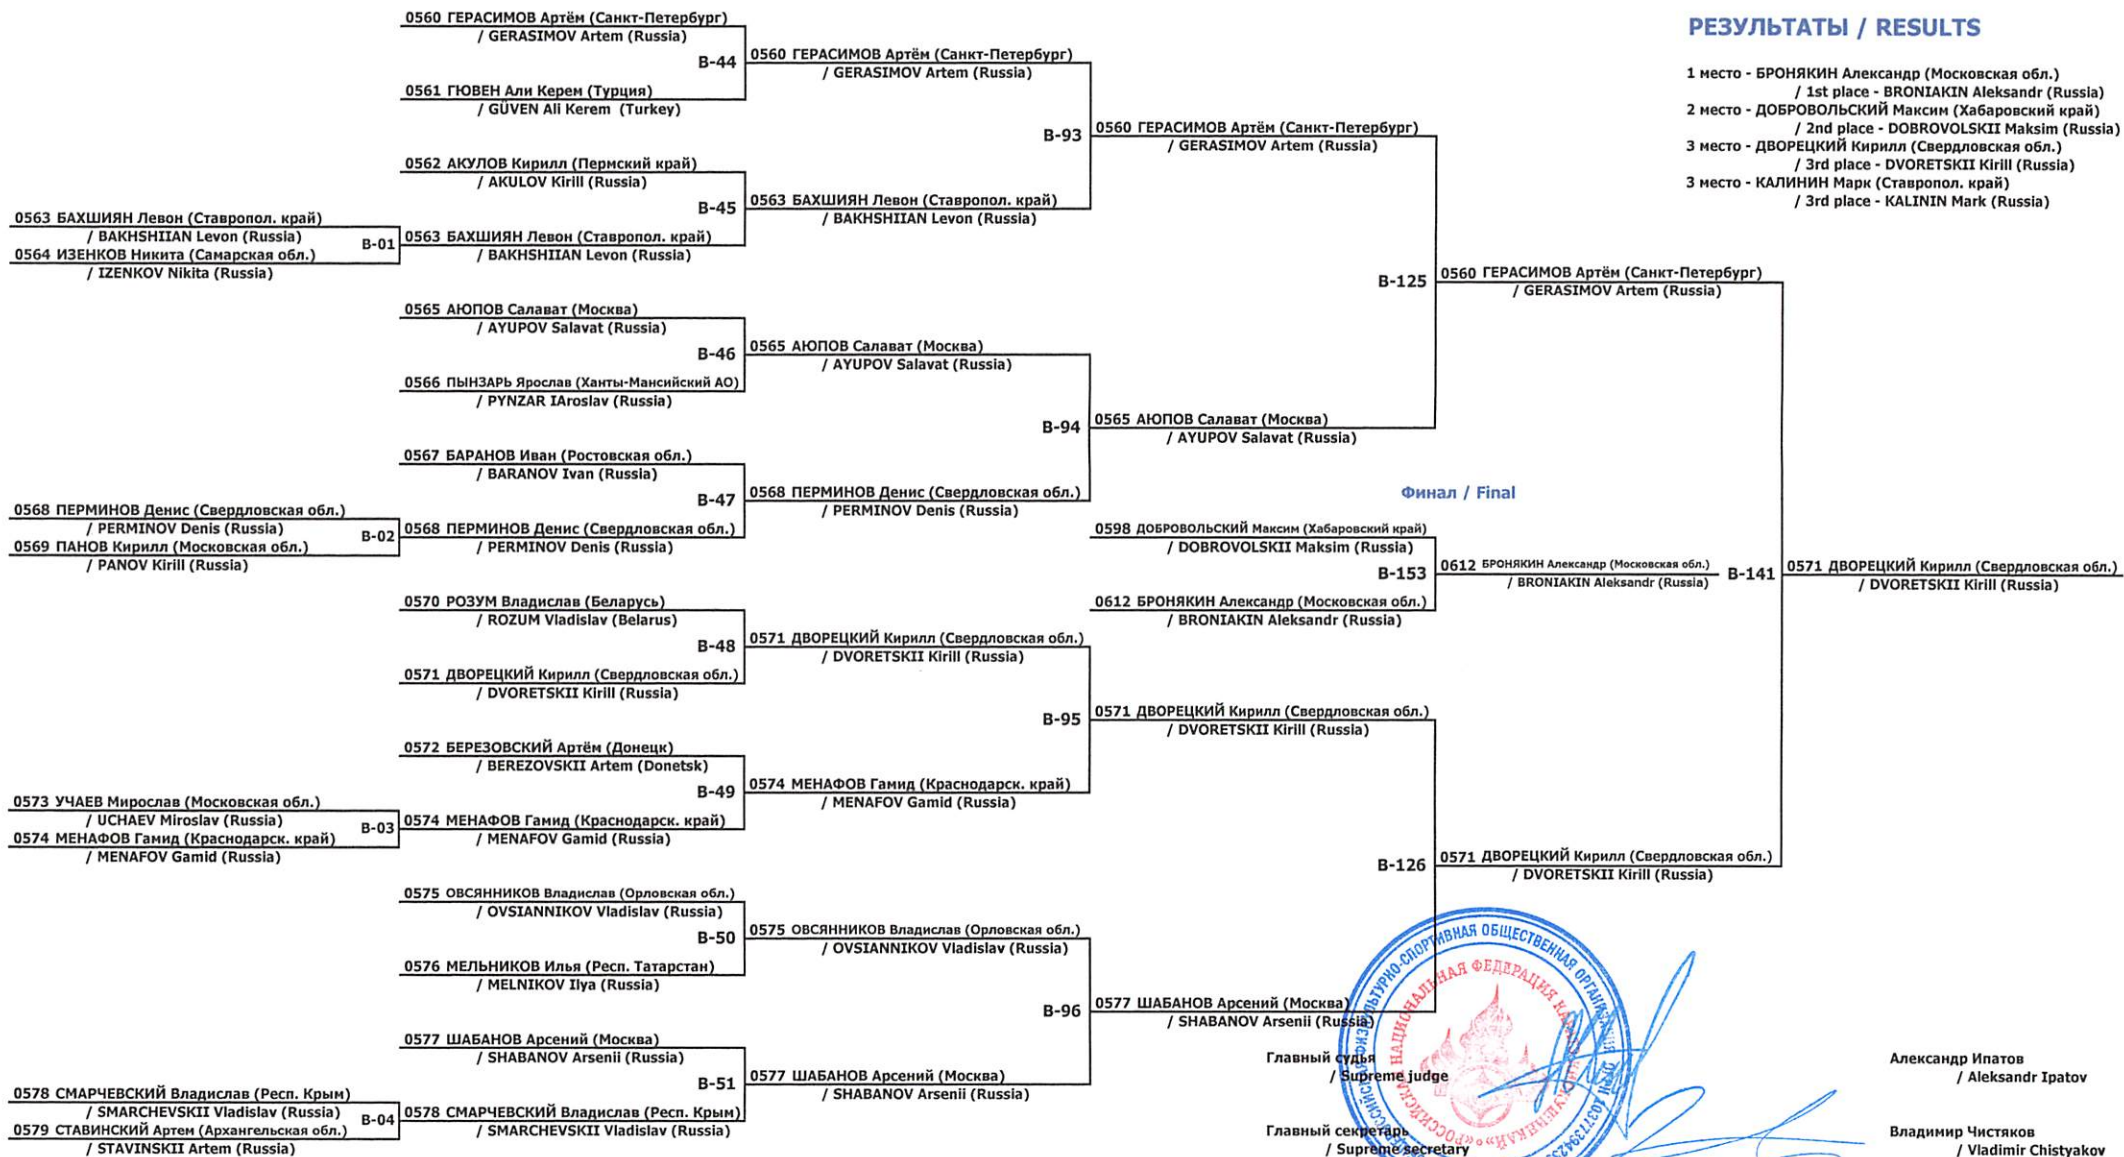 0560 ГЕРАСИМОВ Артём (Санкт-Петербург)
/ GERASIMOV Artem (Russia)
B-44
0561 ГЮВЕН Али Керем (Турция)
/ GÜVEN Ali Kerem (Turkey)
0562 АКУЛОВ Кирилл (Пермский край)
/ AKULOV Kirill (Russia)
B-45
0563 БАХШИЯН Левон (Ставропол. край)
/ BAKHSHIIAN Levon (Russia)
B-01
0564 ИЗЕНКОВ Никита (Самарская обл.)
/ IZENKOV Nikita (Russia)
0563 БАХШИЯН Левон (Ставропол. край)
/ BAKHSHIIAN Levon (Russia)
0565 АЮПОВ Салават (Москва)
/ AYUPOV Salavat (Russia)
B-46
0566 ПЫНЗАРЬ Ярослав (Ханты-Мансийский АО)
/ PYNZAR IAroslav (Russia)
0567 БАРАНОВ Иван (Ростовская обл.)
/ BARANOV Ivan (Russia)
B-47
0568 ПЕРМИНОВ Денис (Свердловская обл.)
/ PERMINOV Denis (Russia)
B-02
0569 ПАНОВ Кирилл (Московская обл.)
/ PANOV Kirill (Russia)
0568 ПЕРМИНОВ Денис (Свердловская обл.)
/ PERMINOV Denis (Russia)
0570 РОЗУМ Владислав (Беларусь)
/ ROZUM Vladislav (Belarus)
B-48
0571 ДВОРЕЦКИЙ Кирилл (Свердловская обл.)
/ DVORETSKII Kirill (Russia)
0572 БЕРЕЗОВСКИЙ Артём (Донецк)
/ BEREZOVSKII Artem (Donetsk)
B-49
0573 УЧАЕВ Мирослав (Московская обл.)
/ UCHAEV Miroslav (Russia)
B-03
0574 МЕНАФОВ Гамид (Краснодарск. край)
/ MENAFOV Gamid (Russia)
0574 МЕНАФОВ Гамид (Краснодарск. край)
/ MENAFOV Gamid (Russia)
0575 ОВСЯННИКОВ Владислав (Орловская обл.)
/ OVSIANNIKOV Vladislav (Russia)
B-50
0576 МЕЛЬНИКОВ Илья (Респ. Татарстан)
/ MELNIKOV Ilya (Russia)
0577 ШАБАНОВ Арсений (Москва)
/ SHABANOV Arsenii (Russia)
B-51
0578 СМАРЧЕВСКИЙ Владислав (Респ. Крым)
/ SMARCHEVSKII Vladislav (Russia)
B-04
0579 СТАВИНСКИЙ Артем (Архангельская обл.)
/ STAVINSKII Artem (Russia)
0578 СМАРЧЕВСКИЙ Владислав (Респ. Крым)
/ SMARCHEVSKII Vladislav (Russia)
0560 ГЕРАСИМОВ Артём (Санкт-Петербург)
/ GERASIMOV Artem (Russia)
B-93
0563 БАХШИЯН Левон (Ставропол. край)
/ BAKHSHIIAN Levon (Russia)
0565 АЮПОВ Салават (Москва)
/ AYUPOV Salavat (Russia)
B-94
0568 ПЕРМИНОВ Денис (Свердловская обл.)
/ PERMINOV Denis (Russia)
0571 ДВОРЕЦКИЙ Кирилл (Свердловская обл.)
/ DVORETSKII Kirill (Russia)
B-95
0574 МЕНАФОВ Гамид (Краснодарск. край)
/ MENAFOV Gamid (Russia)
0575 ОВСЯННИКОВ Владислав (Орловская обл.)
/ OVSIANNIKOV Vladislav (Russia)
B-96
0577 ШАБАНОВ Арсений (Москва)
/ SHABANOV Arsenii (Russia)
0560 ГЕРАСИМОВ Артём (Санкт-Петербург)
/ GERASIMOV Artem (Russia)
B-125
0565 АЮПОВ Салават (Москва)
/ AYUPOV Salavat (Russia)
Финал / Final
0598 ДОБРОВОЛЬСКИЙ Максим (Хабаровский край)
/ DOBROVOLSKII Maksim (Russia)
B-153
0612 БРОНЯКИН Александр (Московская обл.)
/ BRONIAKIN Aleksandr (Russia)
0612 БРОНЯКИН Александр (Московская обл.)
/ BRONIAKIN Aleksandr (Russia)
0571 ДВОРЕЦКИЙ Кирилл (Свердловская обл.)
/ DVORETSKII Kirill (Russia)
B-126
0577 ШАБАНОВ Арсений (Москва)
/ SHABANOV Arsenii (Russia)
0560 ГЕРАСИМОВ Артём (Санкт-Петербург)
/ GERASIMOV Artem (Russia)
B-141
0571 ДВОРЕЦКИЙ Кирилл (Свердловская обл.)
/ DVORETSKII Kirill (Russia)
0571 ДВОРЕЦКИЙ Кирилл (Свердловская обл.)
/ DVORETSKII Kirill (Russia)
РЕЗУЛЬТАТЫ / RESULTS
1 место - БРОНЯКИН Александр (Московская обл.)
/ 1st place - BRONIAKIN Aleksandr (Russia)
2 место - ДОБРОВОЛЬСКИЙ Максим (Хабаровский край)
/ 2nd place - DOBROVOLSKII Maksim (Russia)
3 место - ДВОРЕЦКИЙ Кирилл (Свердловская обл.)
/ 3rd place - DVORETSKII Kirill (Russia)
3 место - КАЛИНИН Марк (Ставропол. край)
/ 3rd place - KALININ Mark (Russia)
Главный судья
/ Supreme judge
Александр Ипатов
/ Aleksandr Ipatov
Главный секретарь
/ Supreme secretary
Владимир Чистяков
/ Vladimir Chistyakov
ФИЗКУЛЬТУРНО-СПОРТИВНАЯ ОБЩЕСТВЕННАЯ
НАЦИОНАЛЬНАЯ ФЕДЕРАЦИЯ